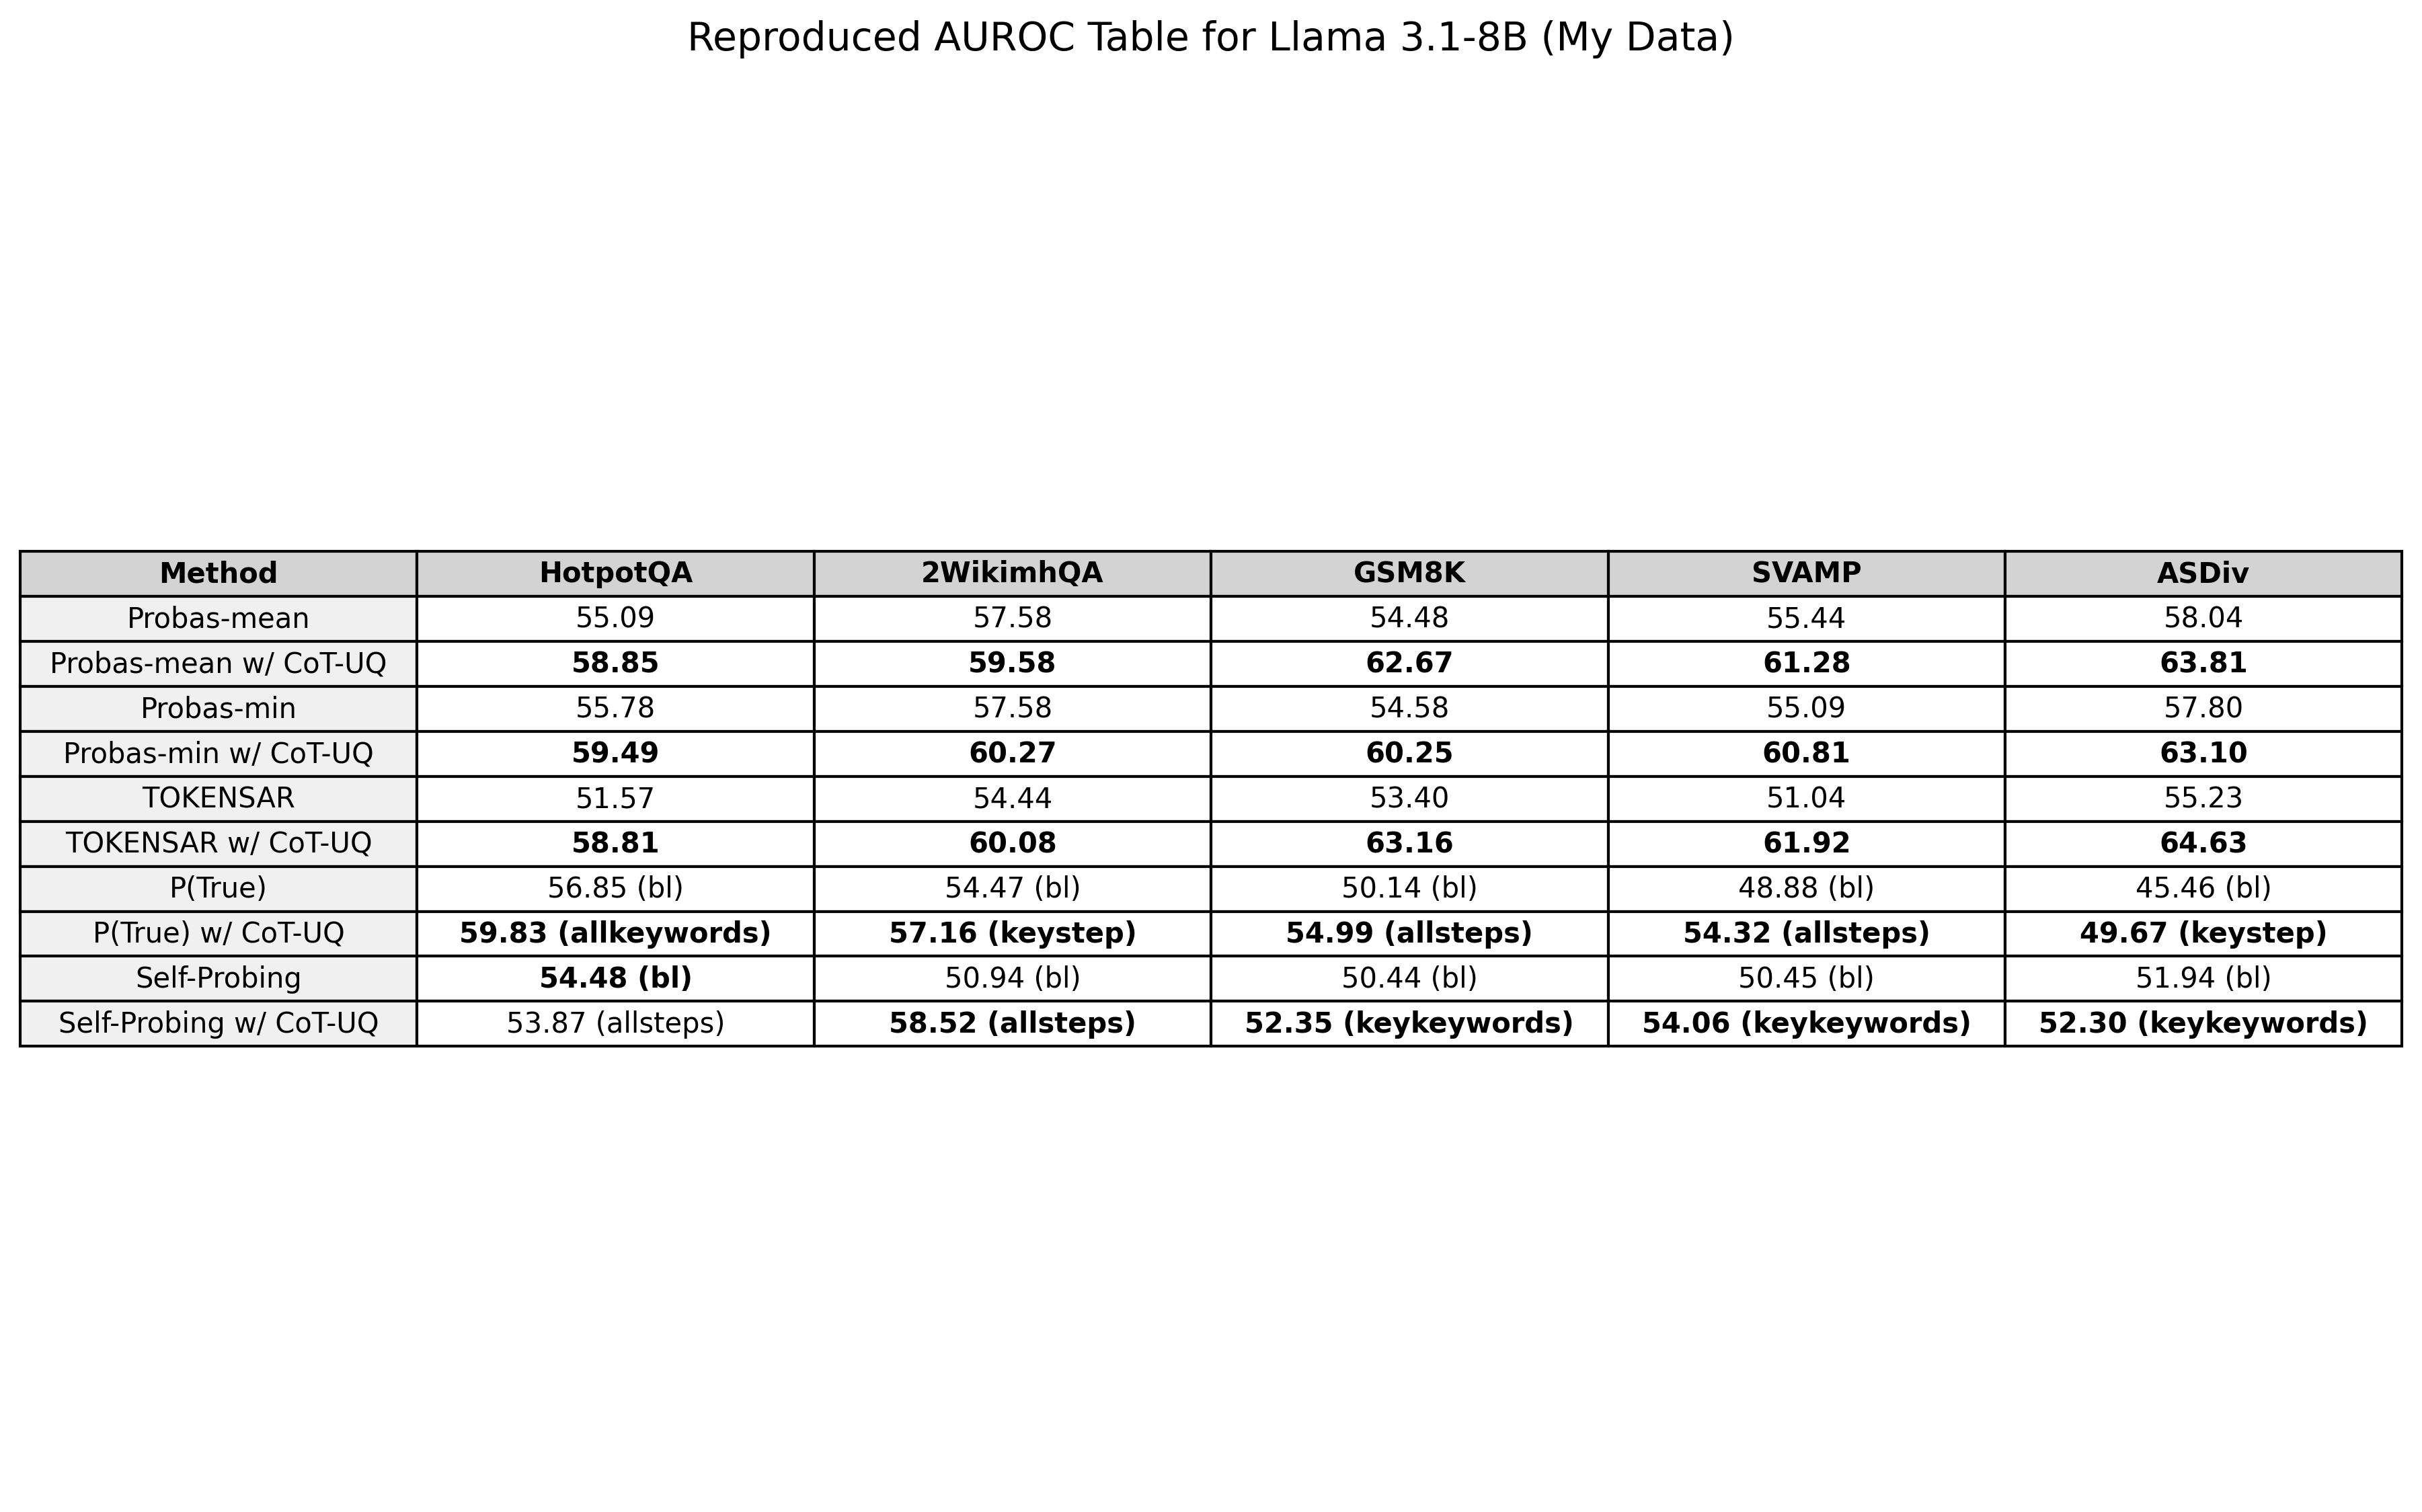 Reproduced AUROC Table for Llama 3.1-8B (My Data)
Method HotpotQA 2WikimhQA GSM8K SVAMP ASDiv
Probas-mean 55.09 57.58 54.48 55.44 58.04
Probas-mean w/ CoT-UQ 58.85 59.58 62.67 61.28 63.81
Probas-min 55.78 57.58 54.58 55.09 57.80
Probas-min w/ CoT-UQ 59.49 60.27 60.25 60.81 63.10
TOKENSAR 51.57 54.44 53.40 51.04 55.23
TOKENSAR w/ CoT-UQ 58.81 60.08 63.16 61.92 64.63
P(True) 56.85 (bl) 54.47 (bl) 50.14 (bl) 48.88 (bl) 45.46 (bl)
P(True) w/ CoT-UQ 59.83 (allkeywords) 57.16 (keystep) 54.99 (allsteps) 54.32 (allsteps) 49.67 (keystep)
Self-Probing 54.48 (bl) 50.94 (bl) 50.44 (bl) 50.45 (bl) 51.94 (bl)
Self-Probing w/ CoT-UQ 53.87 (allsteps) 58.52 (allsteps) 52.35 (keykeywords) 54.06 (keykeywords) 52.30 (keykeywords)